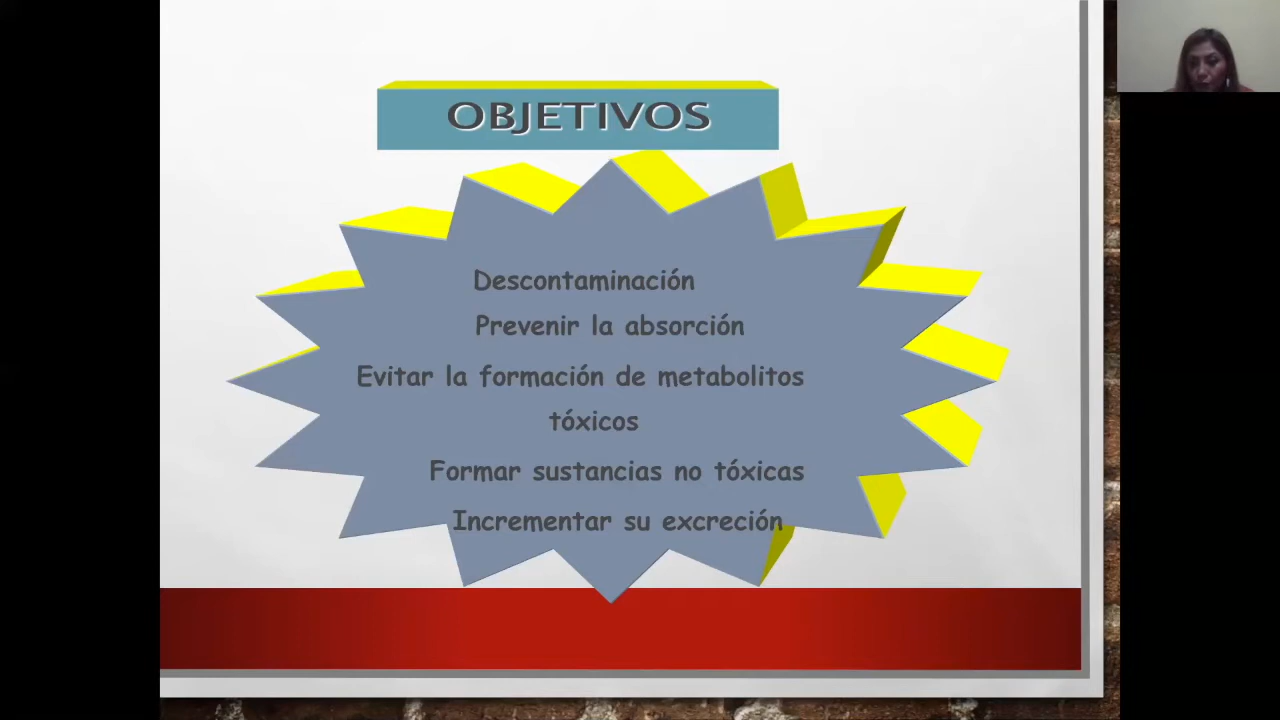 OBJETIVOS
Descontaminación
Prevenir la absorción
Evitar la formación de metabolitos
tóxicos
Formar sustancias no tóxicas
Incrementar su excreción